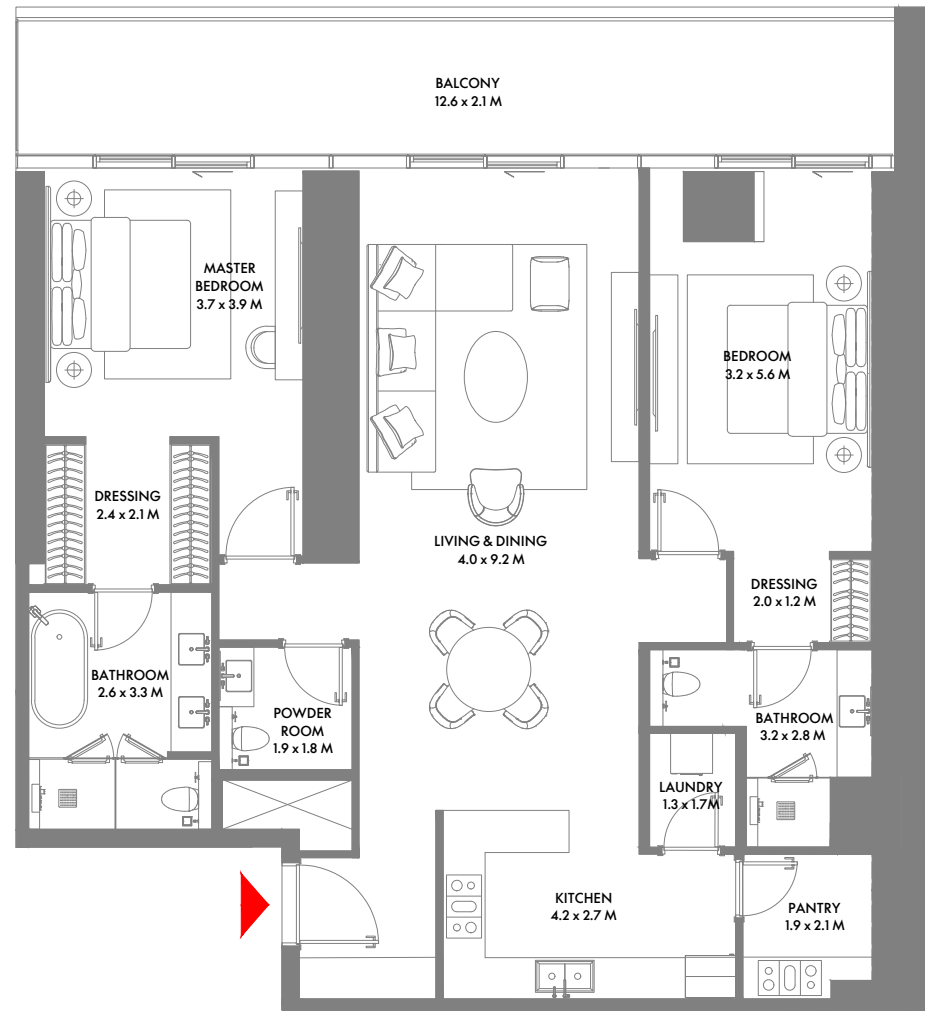 BALCONY
12.6 x 2.1 M
MASTER
BEDROOM
3.7 x 3.9 M
BEDROOM
3.2 x 5.6 M
DRESSING
2.4 x 2.1 M
LIVING & DINING
4.0 x 9.2 M
DRESSING
2.0 x 1.2 M
BATHROOM
2.6 x 3.3 M
POWDER
ROOM
1.9 x 1.8 M
BATHROOM
3.2 x 2.8 M
LAUNDRY
1.3 x 1.7M
KITCHEN
4.2 x 2.7 M
PANTRY
1.9 x 2.1 M